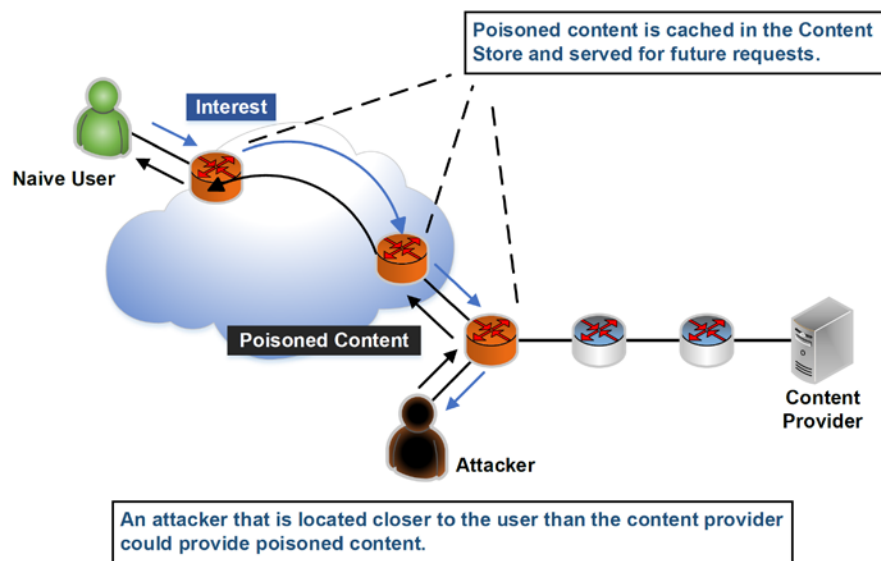 Poisoned content is cached in the Content
Store and served for future requests.
Interest
Naive User
Poisoned Content
Content
Provider
Attacker
An attacker that is located closer to the user than the content provider
could provide poisoned content.